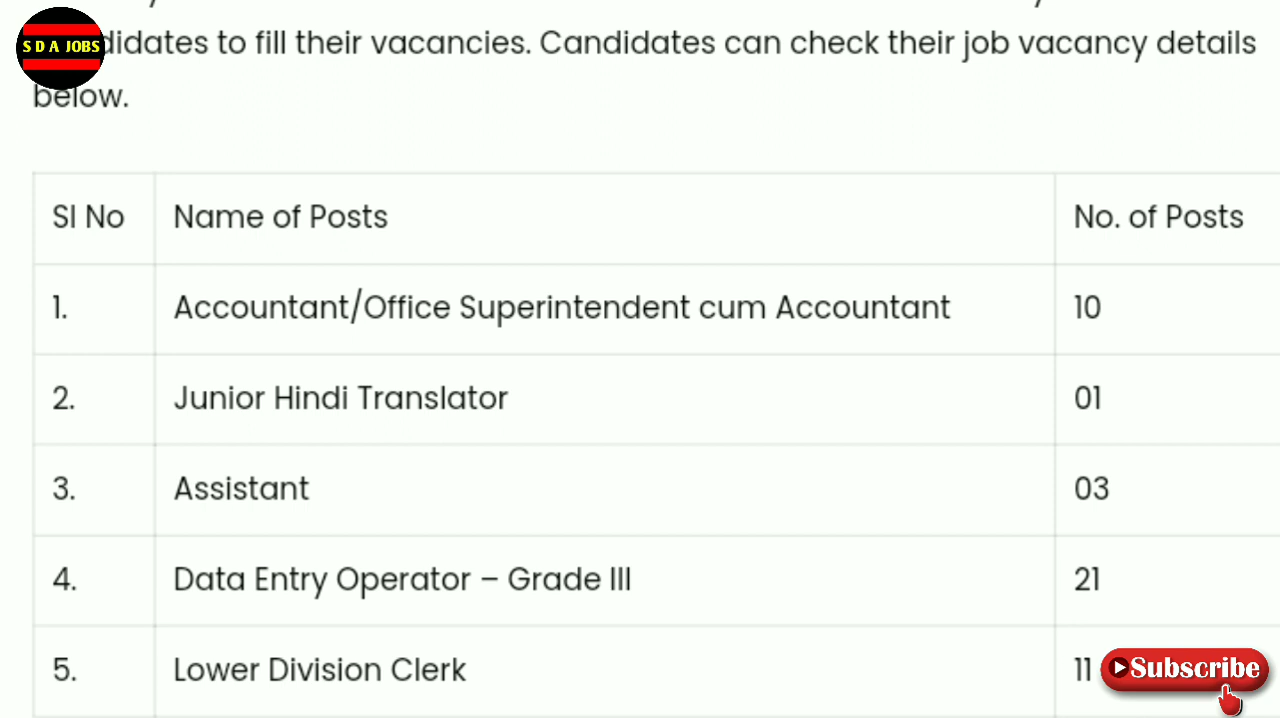 S D A JOBS
didates to fill their vacancies. Candidates can check their job vacancy details
below.
Sl No Name of Posts No. of Posts
1. Accountant/Office Superintendent cum Accountant 10
2. Junior Hindi Translator 01
3. Assistant 03
4. Data Entry Operator – Grade III 21
5. Lower Division Clerk 11
Subscribe